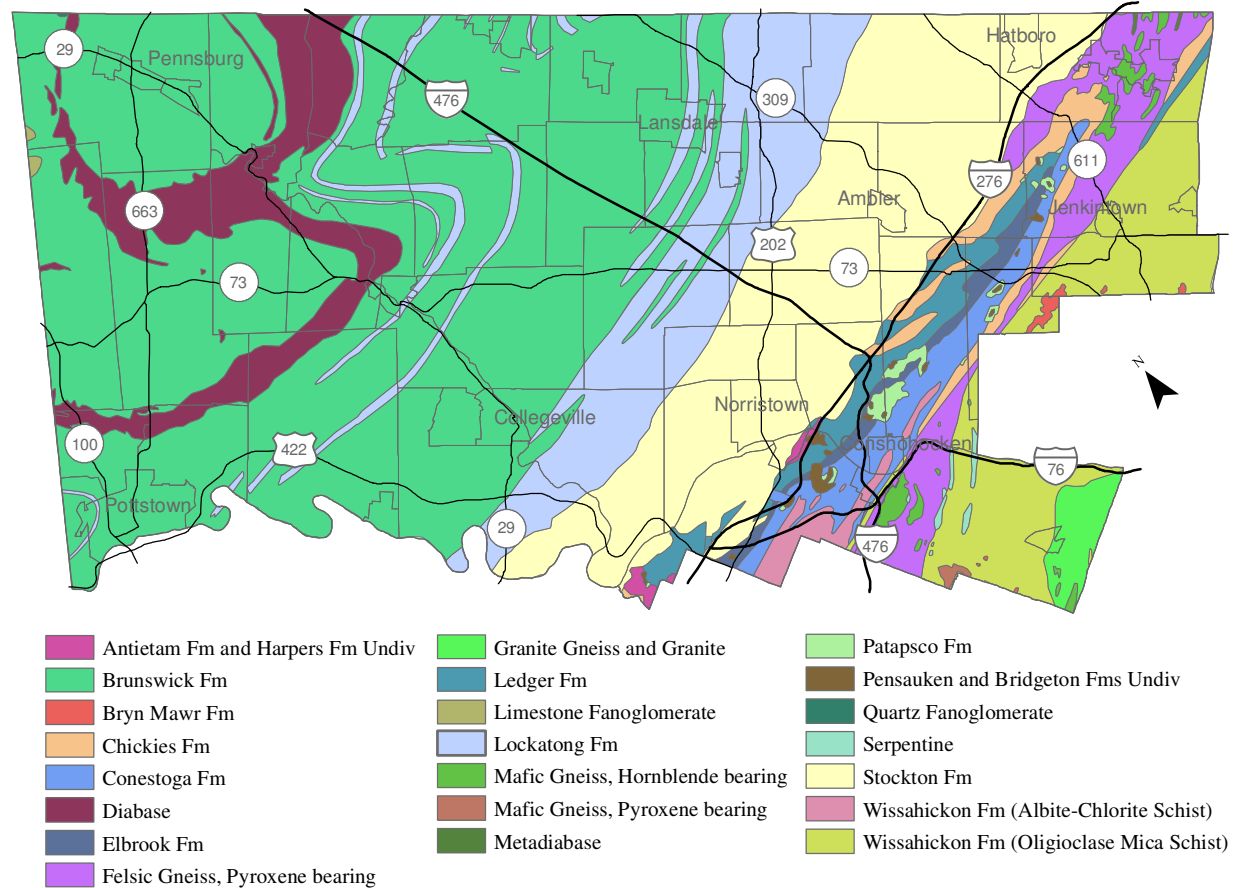 29
Pennsburg
Hatboro
476
309
Lansdale
611
276
663
Ambler
Jenkintown
202
73
73
N
Norristown
Collegeville
100
422
Conshohocken
76
Pottstown
29
476
Antietam Fm and Harpers Fm Undiv
Brunswick Fm
Bryn Mawr Fm
Chickies Fm
Conestoga Fm
Diabase
Elbrook Fm
Felsic Gneiss, Pyroxene bearing
Granite Gneiss and Granite
Ledger Fm
Limestone Fanoglomerate
Lockatong Fm
Mafic Gneiss, Hornblende bearing
Mafic Gneiss, Pyroxene bearing
Metadiabase
Patapsco Fm
Pensauken and Bridgeton Fms Undiv
Quartz Fanoglomerate
Serpentine
Stockton Fm
Wissahickon Fm (Albite-Chlorite Schist)
Wissahickon Fm (Oligioclase Mica Schist)